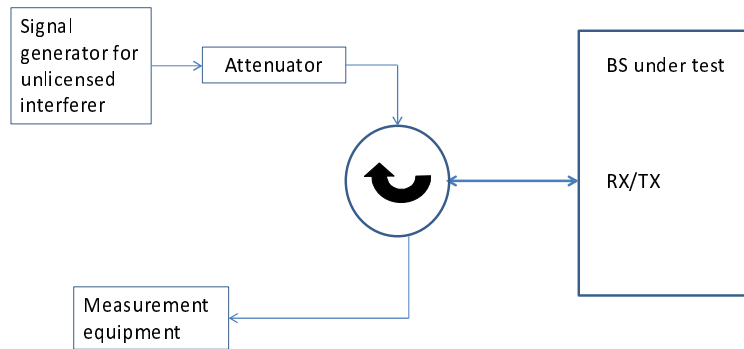 Signal
generator for
unlicensed
interferer
Attenuator
BS under test
RX/TX
Measurement
equipment